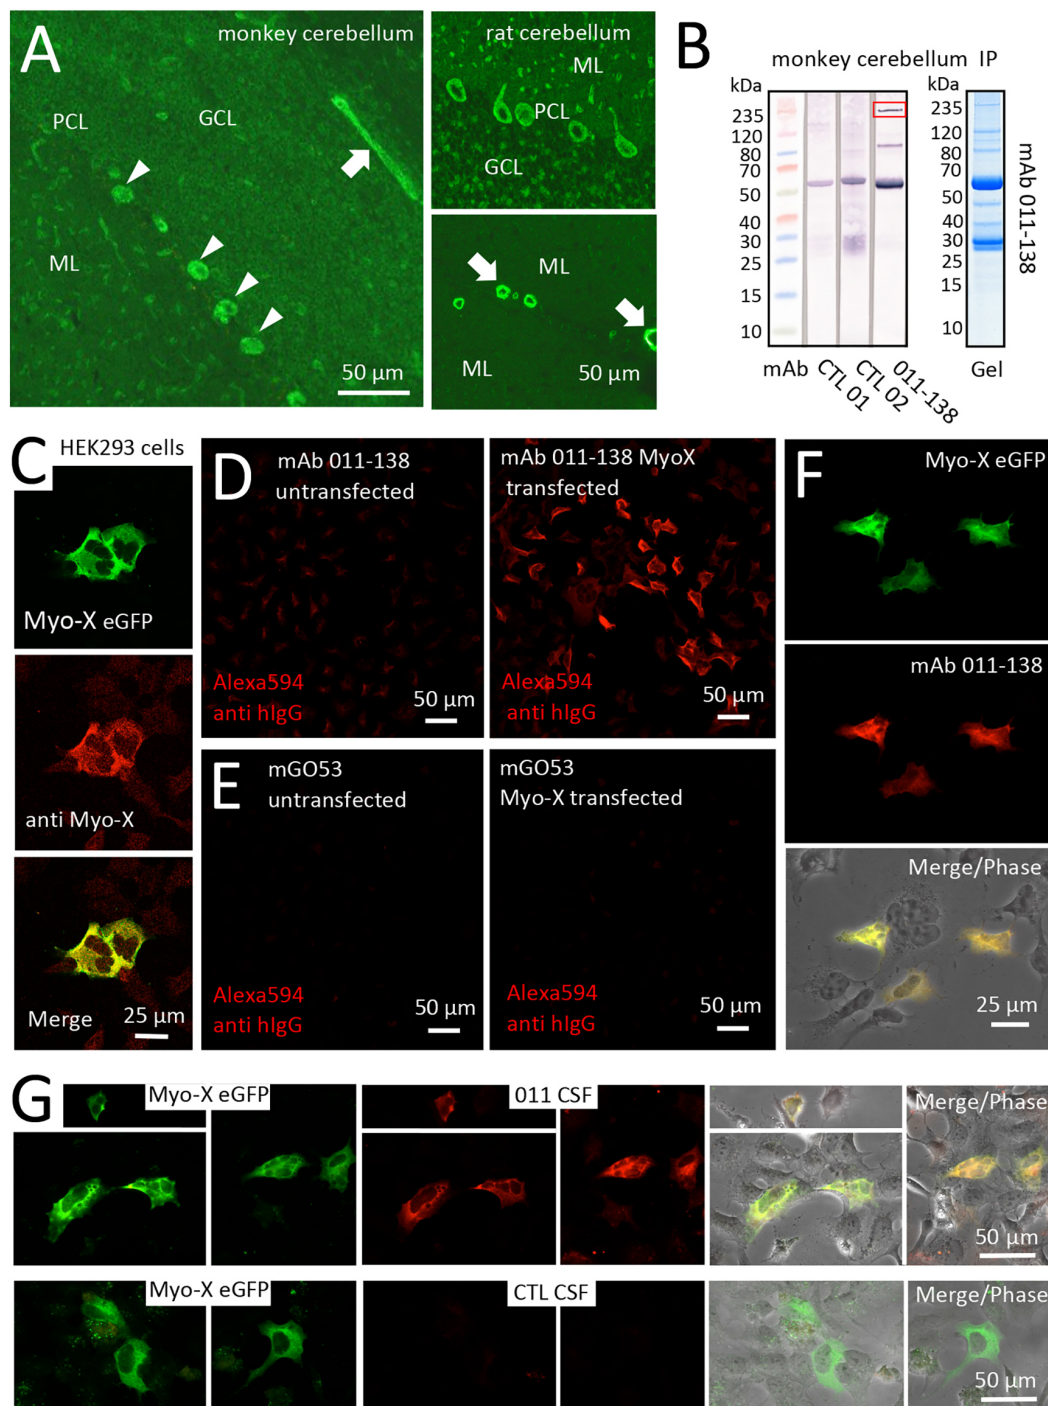 A
monkey cerebellum
PCL
GCL
ML
50 µm
rat cerebellum
ML
PCL
GCL
ML
ML
50 µm
B
monkey cerebellum IP
kDa
235
120
80
70
50
40
30
25
15
10
mAb
CTL 01
CTL 02
011-138
kDa
235
120
80
70
50
40
30
25
15
10
mAb 011-138
Gel
C
HEK293 cells
Myo-X eGFP
anti Myo-X
Merge
25 µm
D
mAb 011-138
untransfected
Alexa594
anti hIgG
50 µm
mAb 011-138 MyoX
transfected
Alexa594
anti hIgG
50 µm
E
mGO53
untransfected
Alexa594
anti hIgG
50 µm
mGO53
Myo-X transfected
Alexa594
anti hIgG
50 µm
F
Myo-X eGFP
mAb 011-138
Merge/Phase
25 µm
G
Myo-X eGFP
011 CSF
Merge/Phase
50 µm
Myo-X eGFP
CTL CSF
Merge/Phase
50 µm